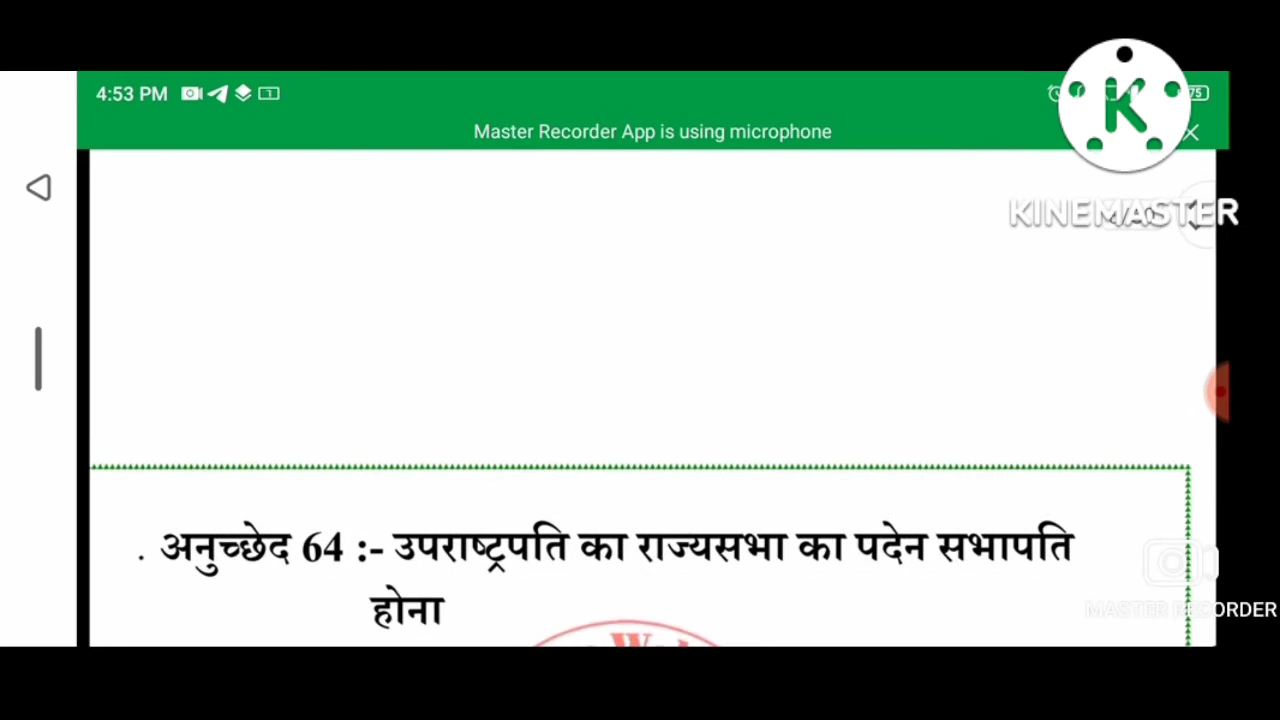 4:53 PM
Master Recorder App is using microphone
75
KINEMASTER
. अनुच्छेद 64 :- उपराष्ट्रपति का राज्यसभा का पदेन सभापति
होना
MASTER RECORDER